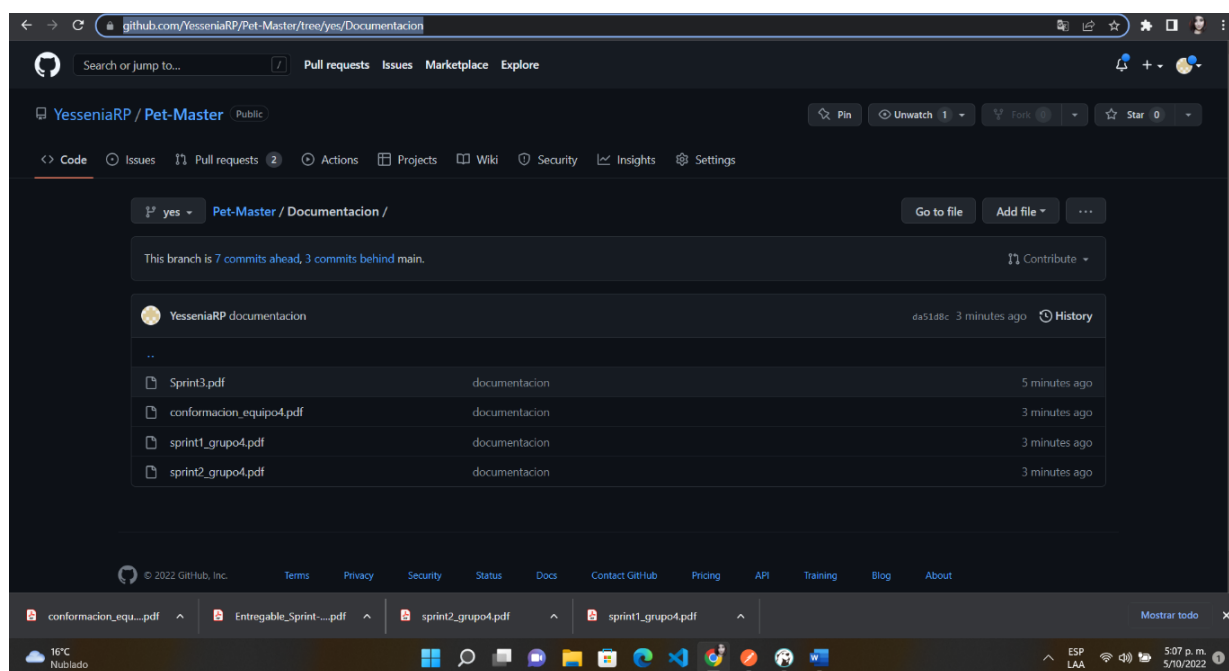 github.com/YesseniaRP/Pet-Master/tree/yes/Documentacion
Search or jump to... / Pull requests Issues Marketplace Explore
YesseniaRP / Pet-Master Public Pin Unwatch 1 Fork 0 Star 0
<> Code Issues Pull requests 2 Actions Projects Wiki Security Insights Settings
yes Pet-Master / Documentacion / Go to file Add file ...
This branch is 7 commits ahead, 3 commits behind main. Contribute
YesseniaRP documentacion da51d8c 3 minutes ago History
..
Sprint3.pdf documentacion 5 minutes ago
conformacion_equipo4.pdf documentacion 3 minutes ago
sprint1_grupo4.pdf documentacion 3 minutes ago
sprint2_grupo4.pdf documentacion 3 minutes ago
© 2022 GitHub, Inc. Terms Privacy Security Status Docs Contact GitHub Pricing API Training Blog About
conformacion_equ....pdf Entregable_Sprint-....pdf sprint2_grupo4.pdf sprint1_grupo4.pdf Mostrar todo
16°C ESP 5:07 p. m.
Nublado LAA 5/10/2022